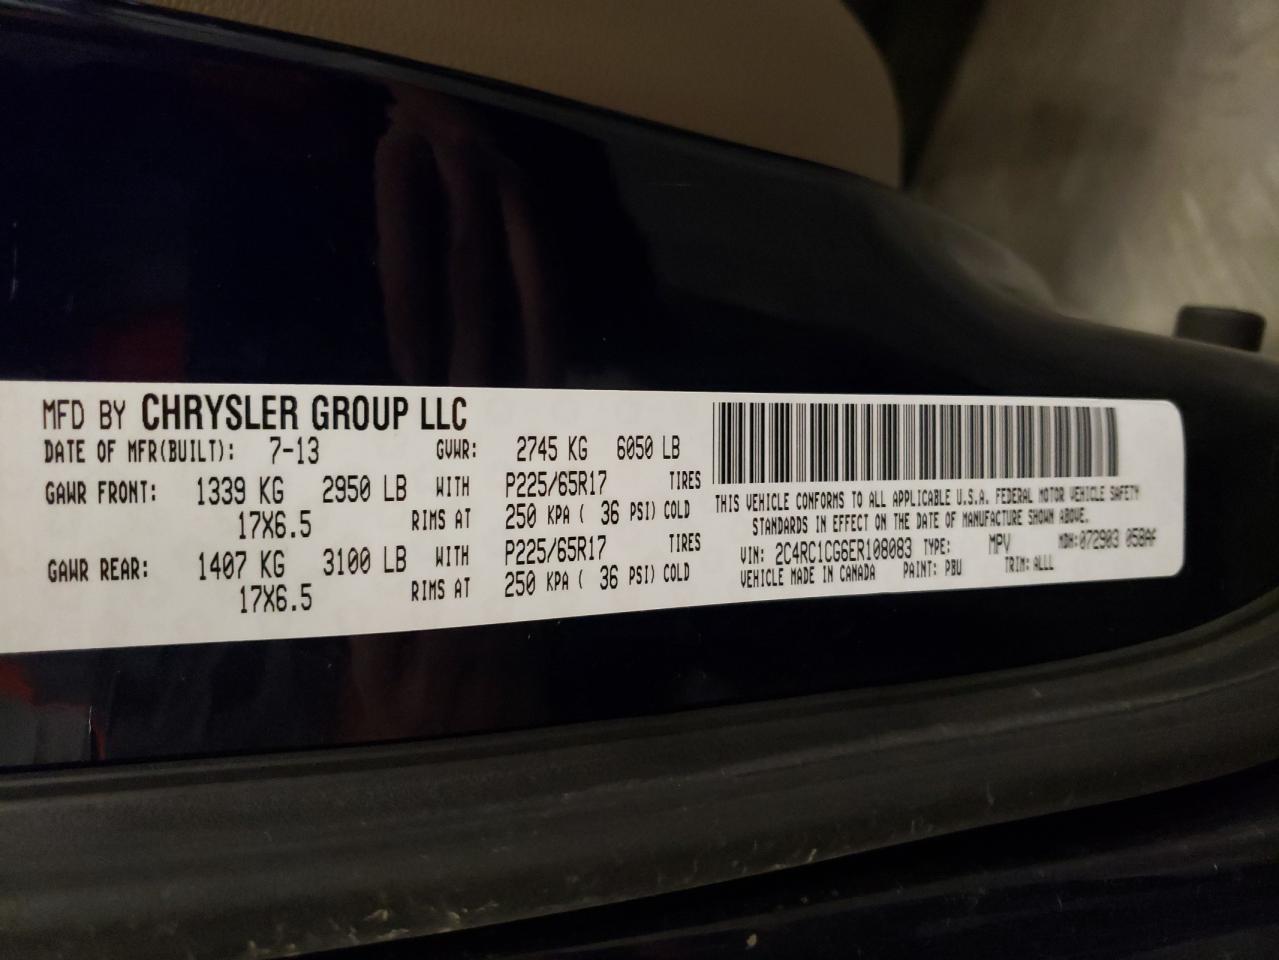 MFD BY CHRYSLER GROUP LLC
DATE OF MFR(BUILT): 7-13 GVWR: 2745 KG 6050 LB
GAWR FRONT: 1339 KG 2950 LB WITH P225/65R17 TIRES
17X6.5 RIMS AT 250 KPA ( 36 PSI) COLD
GAWR REAR: 1407 KG 3100 LB WITH P225/65R17 TIRES
17X6.5 RIMS AT 250 KPA ( 36 PSI) COLD
THIS VEHICLE CONFORMS TO ALL APPLICABLE U.S.A. FEDERAL MOTOR VEHICLE SAFETY
STANDARDS IN EFFECT ON THE DATE OF MANUFACTURE SHOWN ABOVE.
VIN: 2C4RC1CG6ER108083 TYPE: MPV MDH:072903 058AF
VEHICLE MADE IN CANADA PAINT: PBU TRIM: ALLL